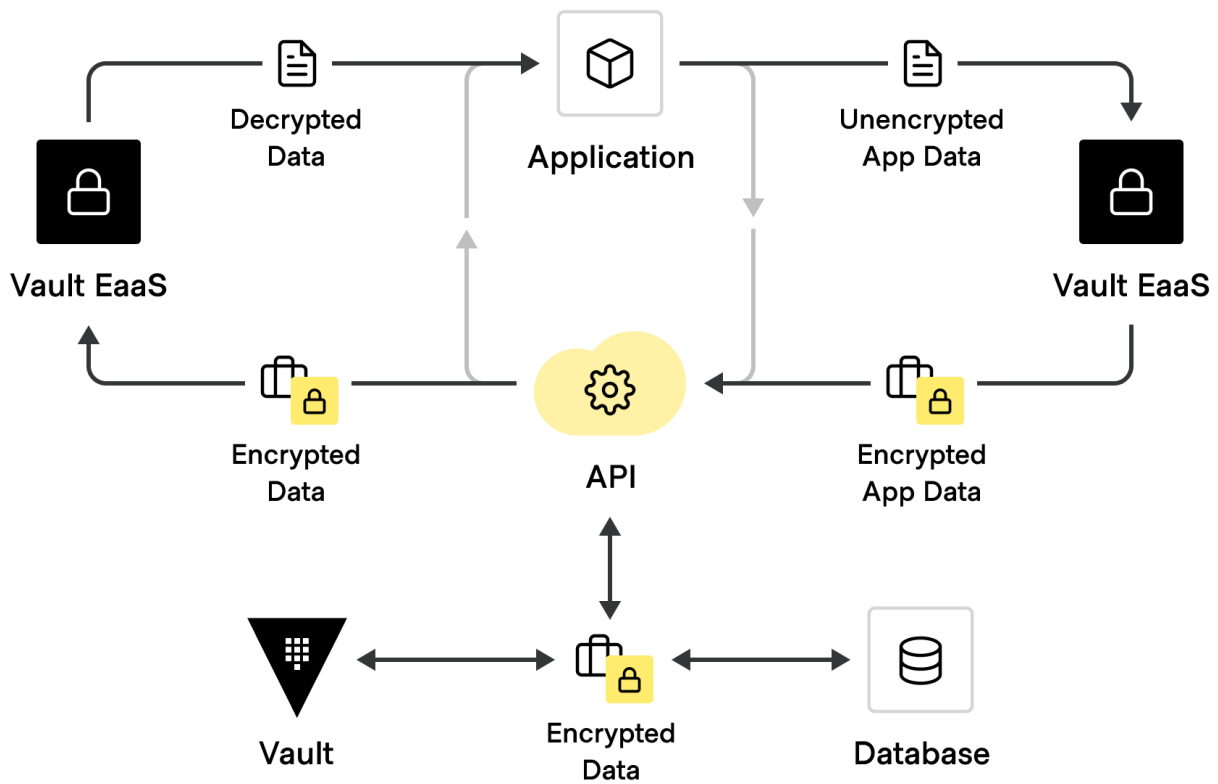 Decrypted
Data
Application
Unencrypted
App Data
Vault EaaS
Vault EaaS
Encrypted
Data
API
Encrypted
App Data
Vault
Encrypted
Data
Database